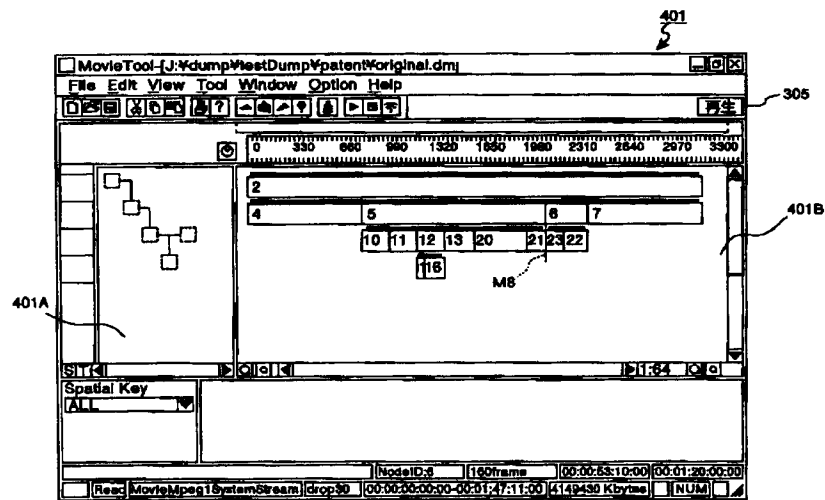 401
MovieTool-[J:¥dump¥testDump¥patent¥original.dm
File Edit View Tool Window Option Help
再生
305
0 330 660 990 1320 1650 1980 2310 2640 2970 3300
2
4 5 6 7
10 11 12 13 20 21 23 22
16
M8
401A
401B
S T
1:64
Spatial Key
ALL
NodeID:6 160frame 00:00:53:10:00 00:01:20:00:00
Read MovieMpeg1SystemStream drop30 00:00:00:00:00-00:01:47:11:00 4149430 Kbytes NUM